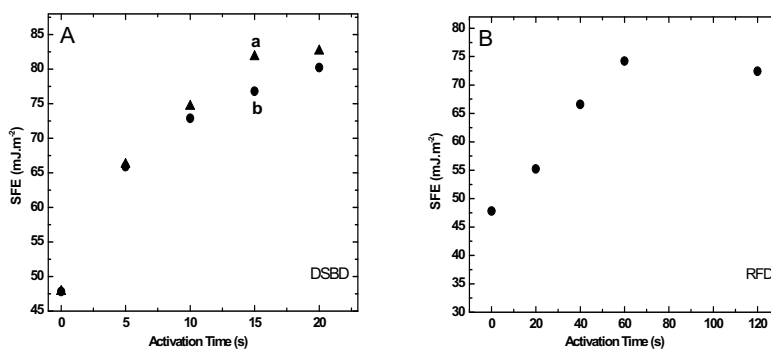 A
a
b
DSBD
85
80
75
70
65
60
55
50
45
0 5 10 15 20
SFE (mJ.m⁻²)
Activation Time (s)
B
RFD
80
75
70
65
60
55
50
45
40
35
30
0 20 40 60 80 100 120
SFE (mJ.m⁻²)
Activation Time (s)